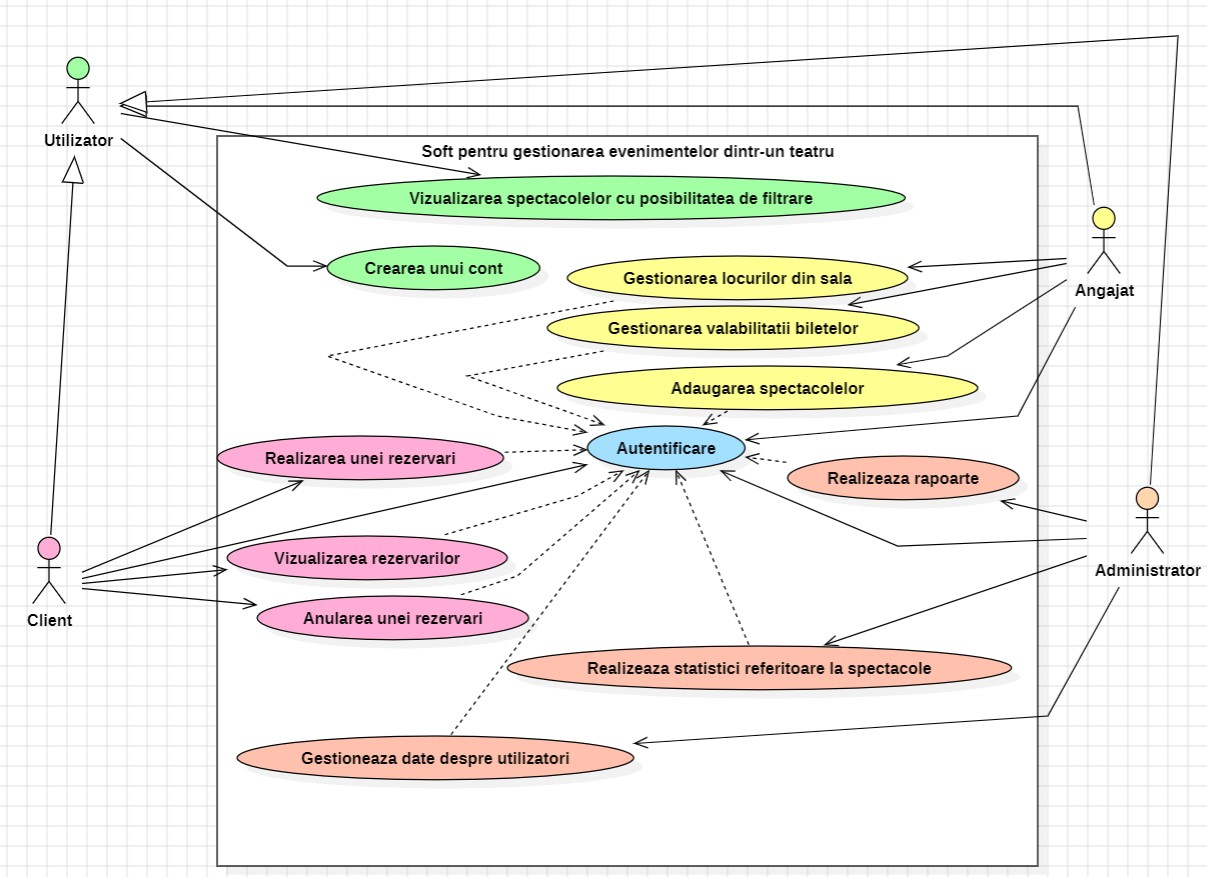 Utilizator
Soft pentru gestionarea evenimentelor dintr-un teatru
Vizualizarea spectacolelor cu posibilitatea de filtrare
Crearea unui cont
Gestionarea locurilor din sala
Angajat
Gestionarea valabilitatii biletelor
Adaugarea spectacolelor
Autentificare
Realizarea unei rezervari
Realizeaza rapoarte
Vizualizarea rezervarilor
Administrator
Anularea unei rezervari
Client
Realizeaza statistici referitoare la spectacole
Gestioneaza date despre utilizatori